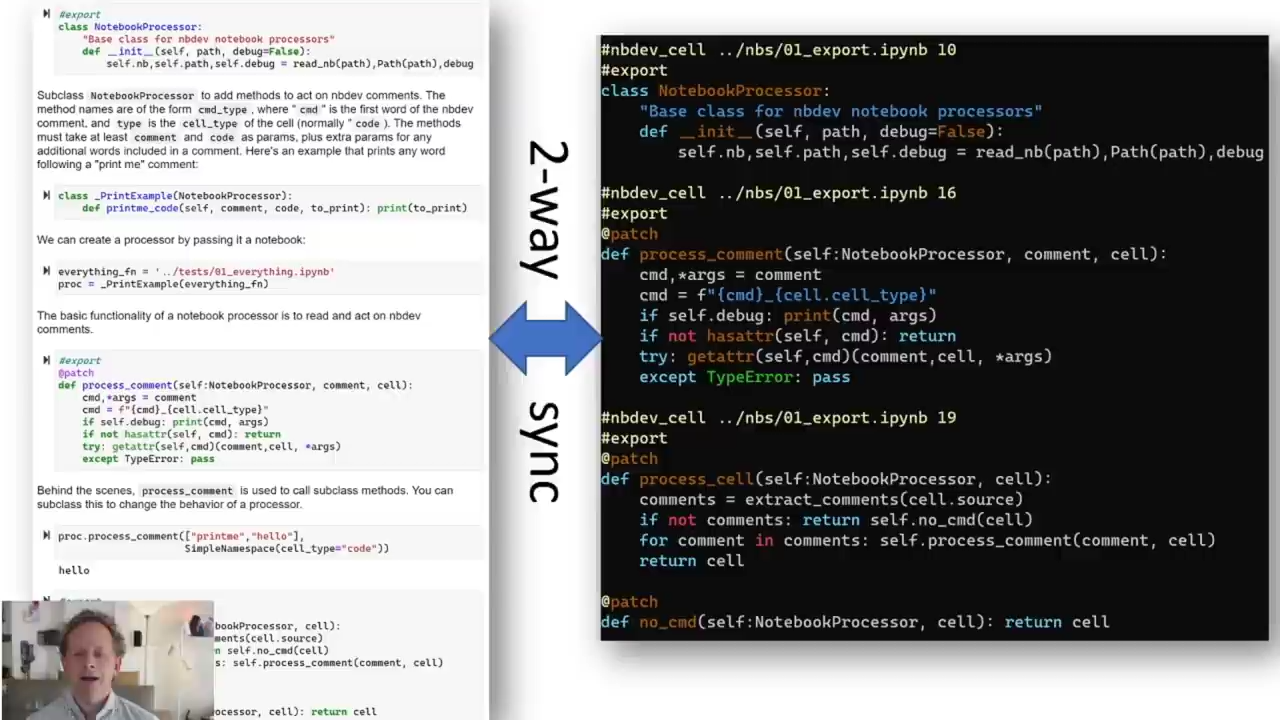 #export
class NotebookProcessor:
"Base class for nbdev notebook processors"
def __init__(self, path, debug=False):
self.nb,self.path,self.debug = read_nb(path),Path(path),debug
Subclass NotebookProcessor to add methods to act on nbdev comments. The
method names are of the form cmd_type, where "cmd" is the first word of the nbdev
comment, and type is the cell_type of the cell (normally "code"). The methods
must take at least comment and code as params, plus extra params for any
additional words included in a comment. Here's an example that prints any word
following a "print me" comment:
class _PrintExample(NotebookProcessor):
def printme_code(self, comment, code, to_print): print(to_print)
We can create a processor by passing it a notebook:
everything_fn = '../tests/01_everything.ipynb'
proc = _PrintExample(everything_fn)
The basic functionality of a notebook processor is to read and act on nbdev
comments.
#export
@patch
def process_comment(self:NotebookProcessor, comment, cell):
cmd,*args = comment
cmd = f"{cmd}_{cell.cell_type}"
if self.debug: print(cmd, args)
if not hasattr(self, cmd): return
try: getattr(self,cmd)(comment,cell, *args)
except TypeError: pass
Behind the scenes, process_comment is used to call subclass methods. You can
subclass this to change the behavior of a processor.
proc.process_comment(["printme","hello"],
SimpleNamespace(cell_type="code"))
hello
bookProcessor, cell):
ments(cell.source)
n self.no_cmd(cell)
s: self.process_comment(comment, cell)
ocessor, cell): return cell
2-way sync
#nbdev_cell ../nbs/01_export.ipynb 10
#export
class NotebookProcessor:
"Base class for nbdev notebook processors"
def __init__(self, path, debug=False):
self.nb,self.path,self.debug = read_nb(path),Path(path),debug
#nbdev_cell ../nbs/01_export.ipynb 16
#export
@patch
def process_comment(self:NotebookProcessor, comment, cell):
cmd,*args = comment
cmd = f"{cmd}_{cell.cell_type}"
if self.debug: print(cmd, args)
if not hasattr(self, cmd): return
try: getattr(self,cmd)(comment,cell, *args)
except TypeError: pass
#nbdev_cell ../nbs/01_export.ipynb 19
#export
@patch
def process_cell(self:NotebookProcessor, cell):
comments = extract_comments(cell.source)
if not comments: return self.no_cmd(cell)
for comment in comments: self.process_comment(comment, cell)
return cell
@patch
def no_cmd(self:NotebookProcessor, cell): return cell